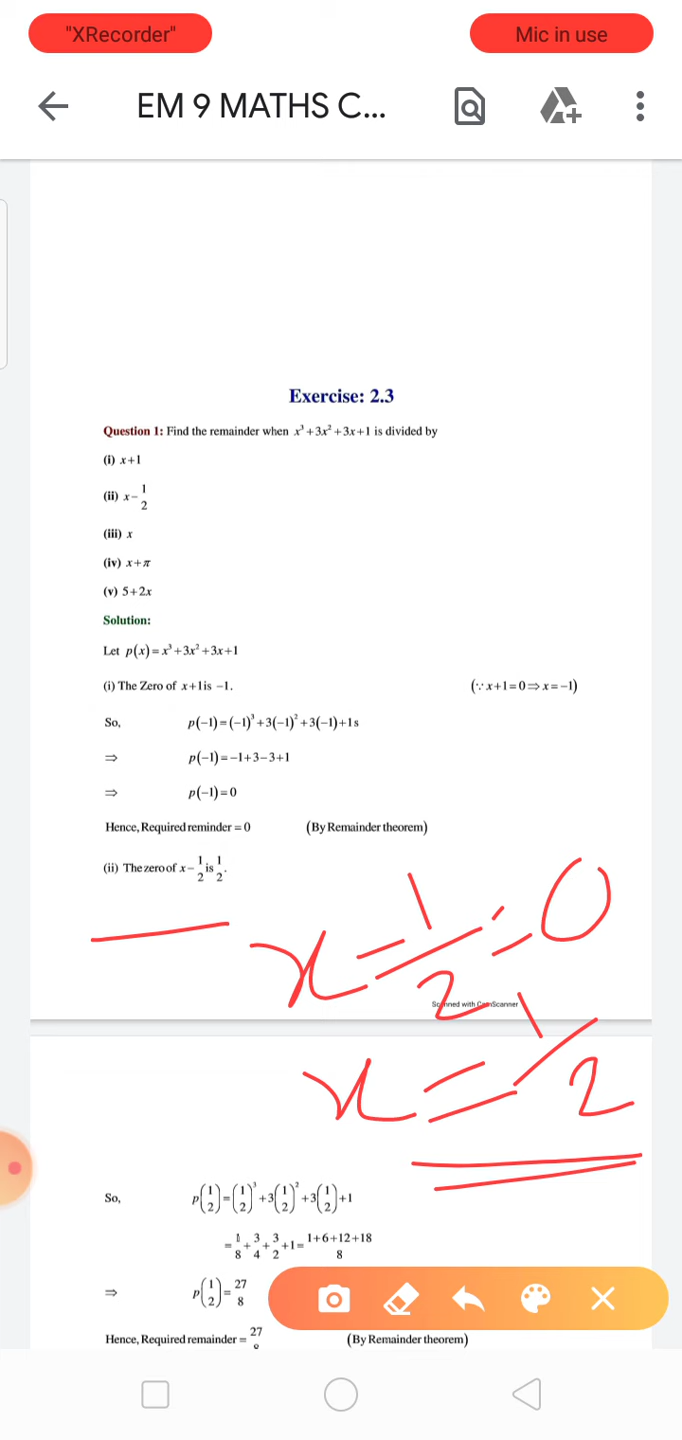 "XRecorder" Mic in use
EM 9 MATHS C...
Exercise: 2.3
Question 1: Find the remainder when x³+3x²+3x+1 is divided by
(i) x+1
(ii) x−1/2
(iii) x
(iv) x+π
(v) 5+2x
Solution:
Let p(x)=x³+3x²+3x+1
(i) The Zero of x+1is −1. (∵x+1=0⇒x=−1)
So, p(−1)=(−1)³+3(−1)²+3(−1)+1s
⇒ p(−1)=−1+3−3+1
⇒ p(−1)=0
Hence, Required reminder = 0 (By Remainder theorem)
(ii) The zero of x−1/2 is 1/2.
x − 1/2 = 0
Scanned with CamScanner
x = 1/2
So, p(1/2)=(1/2)³+3(1/2)²+3(1/2)+1
=1/8+3/4+3/2+1=1+6+12+18/8
⇒ p(1/2)=27/8
Hence, Required remainder = 27/8 (By Remainder theorem)